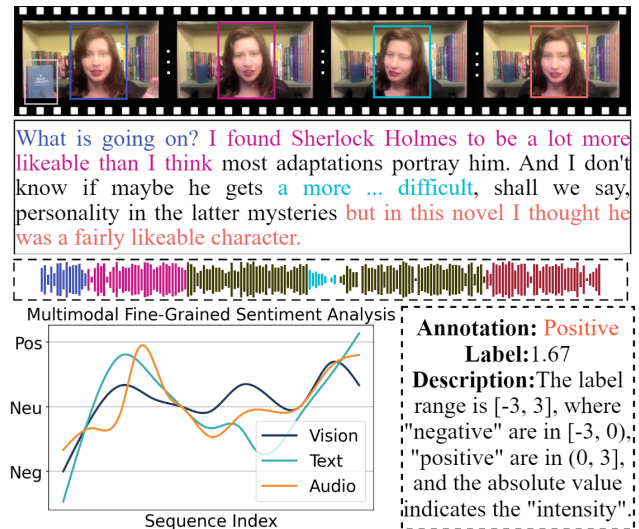 What is going on? I found Sherlock Holmes to be a lot more
likeable than I think most adaptations portray him. And I don't
know if maybe he gets a more ... difficult, shall we say,
personality in the latter mysteries but in this novel I thought he
was a fairly likeable character.
Multimodal Fine-Grained Sentiment Analysis
Pos
Neu
Neg
Vision
Text
Audio
Sequence Index
Annotation: Positive
Label:1.67
Description:The label
range is [-3, 3], where
"negative" are in [-3, 0),
"positive" are in (0, 3],
and the absolute value
indicates the "intensity".